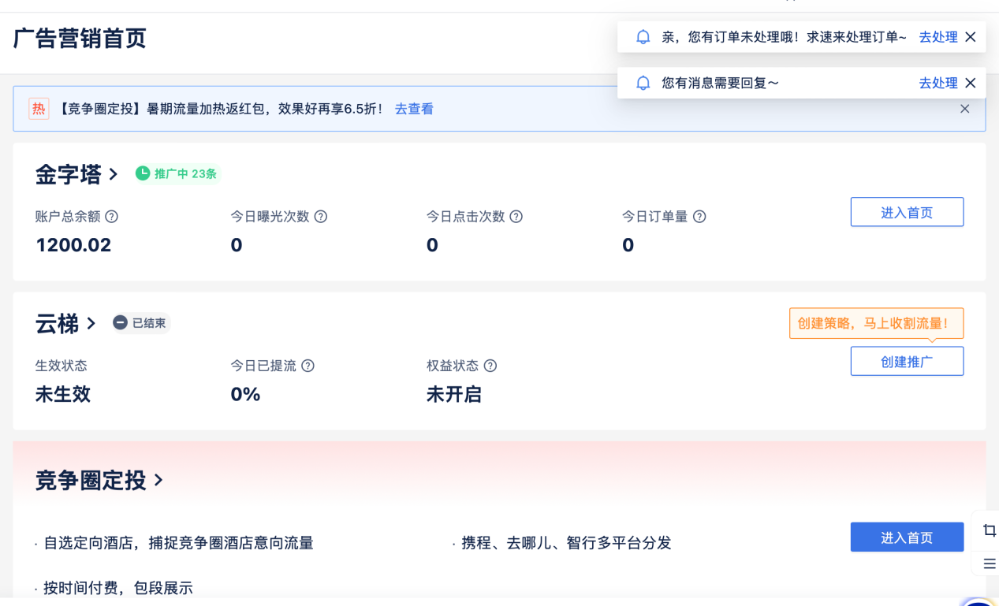 广告营销首页
亲，您有订单未处理哦！求速来处理订单~ 去处理
您有消息需要回复～ 去处理
热 【竞争圈定投】暑期流量加热返红包，效果好再享6.5折！ 去查看
金字塔 推广中 23条
账户总余额 今日曝光次数 今日点击次数 今日订单量
进入首页
1200.02 0 0 0
云梯 已结束
创建策略，马上收割流量！
生效状态 今日已提流 权益状态
创建推广
未生效 0% 未开启
竞争圈定投
· 自选定向酒店，捕捉竞争圈酒店意向流量 · 携程、去哪儿、智行多平台分发
进入首页
· 按时间付费，包段展示